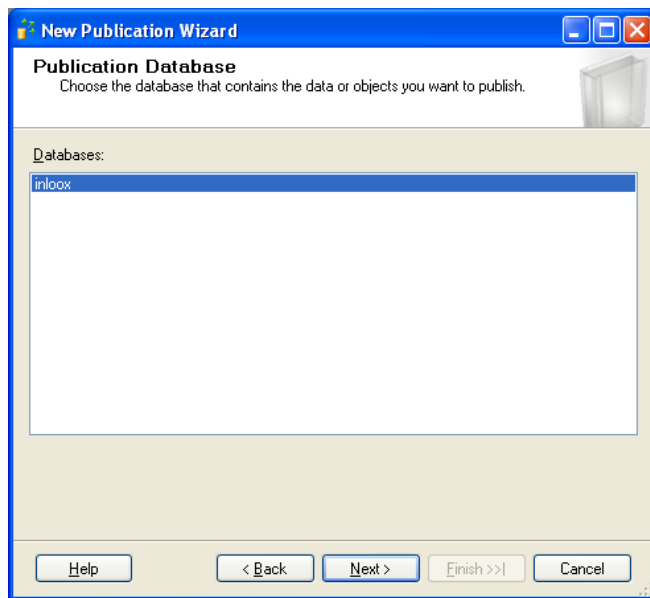 New Publication Wizard
Publication Database
Choose the database that contains the data or objects you want to publish.
Databases:
inloox
Help
< Back
Next >
Finish >>|
Cancel